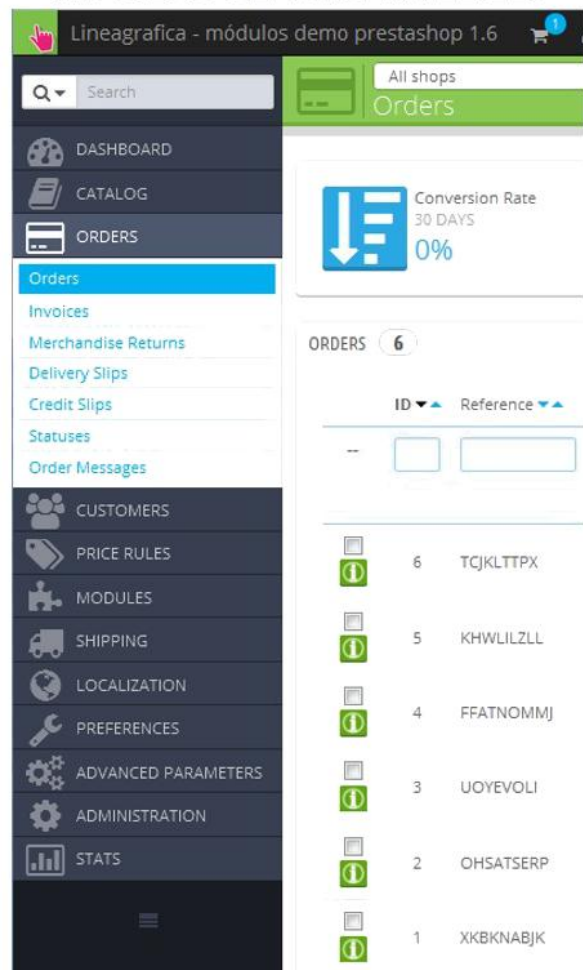 Lineagrafica - módulos demo prestashop 1.6
1
Search
All shops
Orders
DASHBOARD
CATALOG
ORDERS
Orders
Invoices
Merchandise Returns
Delivery Slips
Credit Slips
Statuses
Order Messages
CUSTOMERS
PRICE RULES
MODULES
SHIPPING
LOCALIZATION
PREFERENCES
ADVANCED PARAMETERS
ADMINISTRATION
STATS
Conversion Rate
30 DAYS
0%
ORDERS 6
ID Reference
--
6 TCJKLTTPX
5 KHWLILZLL
4 FFATNOMMJ
3 UOYEVOLI
2 OHSATSERP
1 XKBKNABJK